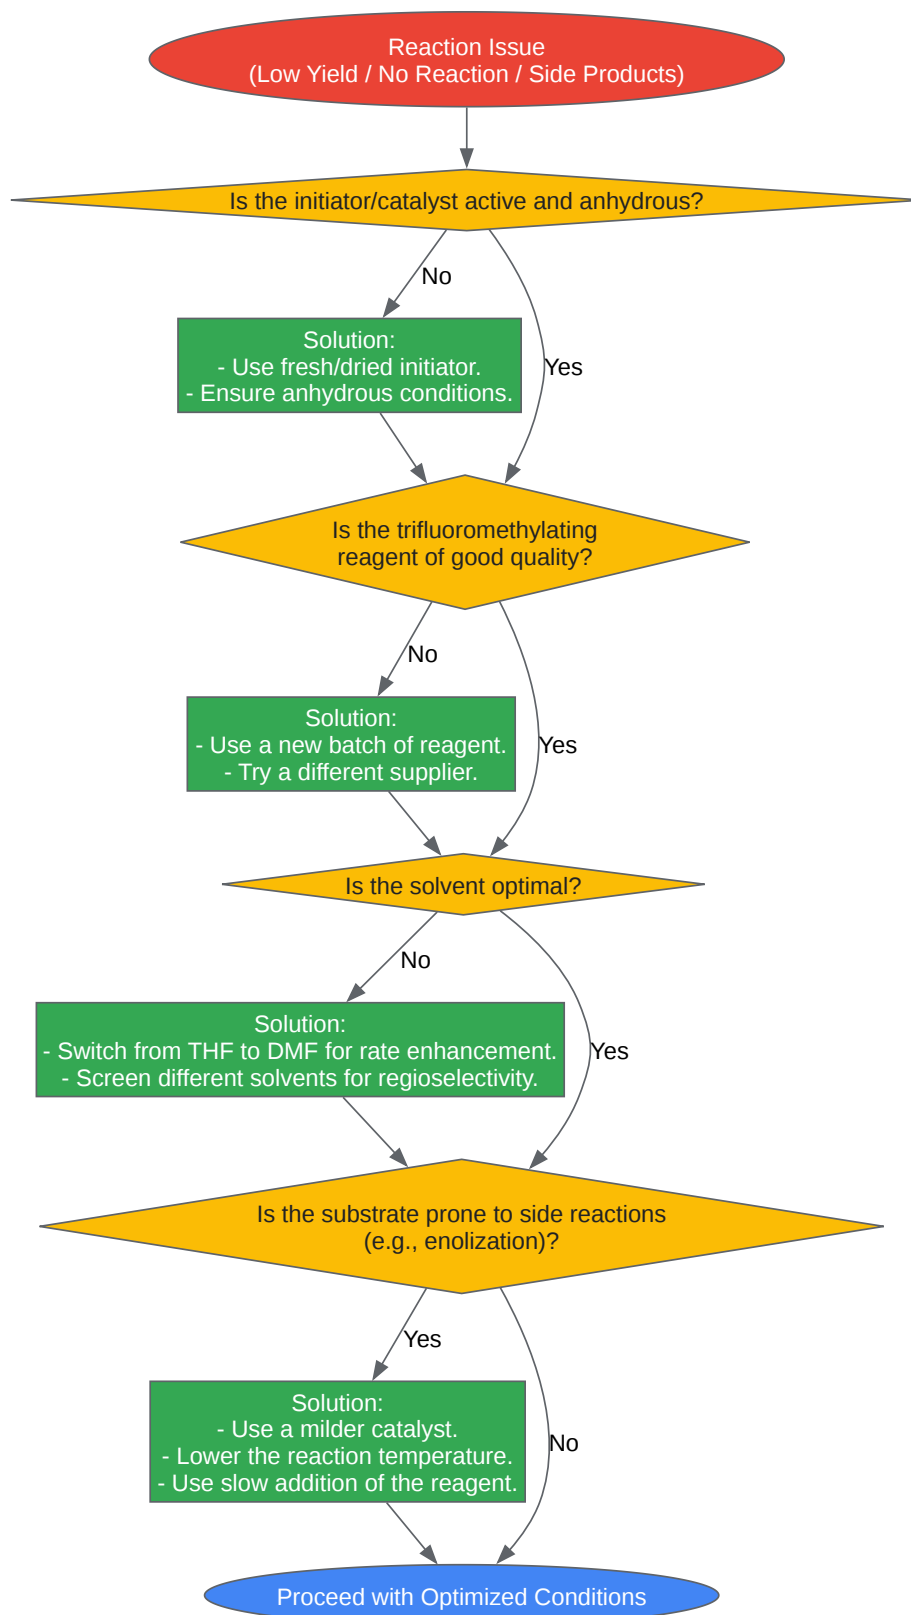 Reaction Issue
(Low Yield / No Reaction / Side Products)
Is the initiator/catalyst active and anhydrous?
No
Solution:
- Use fresh/dried initiator.
- Ensure anhydrous conditions.
Yes
Is the trifluoromethylating
reagent of good quality?
No
Solution:
- Use a new batch of reagent.
- Try a different supplier.
Yes
Is the solvent optimal?
No
Solution:
- Switch from THF to DMF for rate enhancement.
- Screen different solvents for regioselectivity.
Yes
Is the substrate prone to side reactions
(e.g., enolization)?
Yes
Solution:
- Use a milder catalyst.
- Lower the reaction temperature.
- Use slow addition of the reagent.
No
Proceed with Optimized Conditions